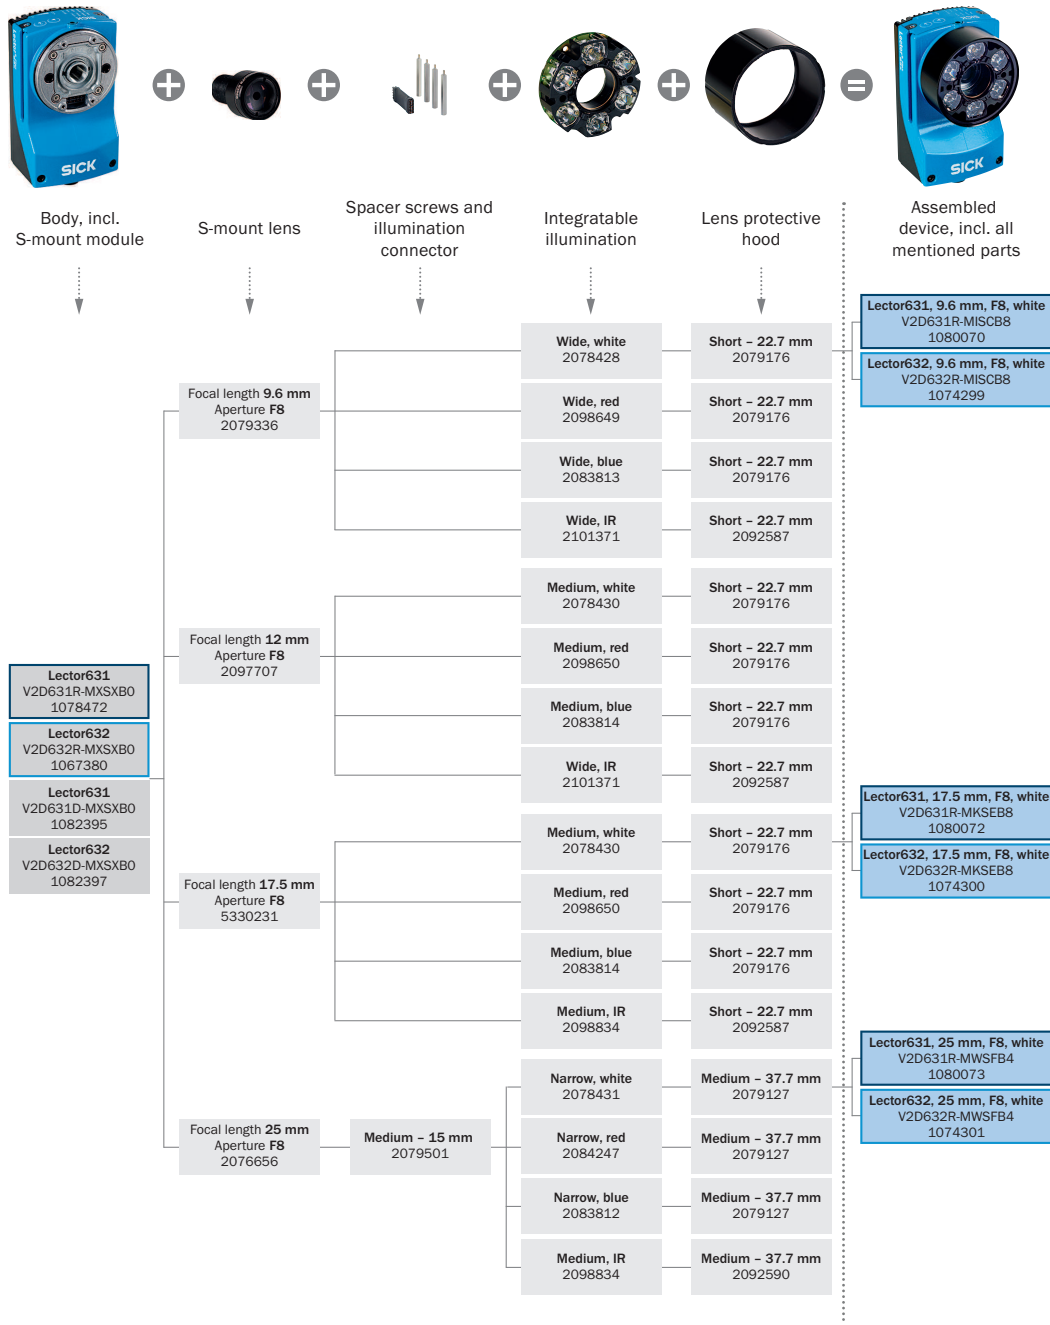 SICK
SICK
Body, incl.
S-mount module
S-mount lens
Spacer screws and
illumination
connector
Integratable
illumination
Lens protective
hood
Assembled
device, incl. all
mentioned parts
Lector631
V2D631R-MXSXB0
1078472
Lector632
V2D632R-MXSXB0
1067380
Lector631
V2D631D-MXSXB0
1082395
Lector632
V2D632D-MXSXB0
1082397
Focal length 9.6 mm
Aperture F8
2079336
Wide, white
2078428
Short – 22.7 mm
2079176
Lector631, 9.6 mm, F8, white
V2D631R-MISCB8
1080070
Lector632, 9.6 mm, F8, white
V2D632R-MISCB8
1074299
Wide, red
2098649
Short – 22.7 mm
2079176
Wide, blue
2083813
Short – 22.7 mm
2079176
Wide, IR
2101371
Short – 22.7 mm
2092587
Focal length 12 mm
Aperture F8
2097707
Medium, white
2078430
Short – 22.7 mm
2079176
Medium, red
2098650
Short – 22.7 mm
2079176
Medium, blue
2083814
Short – 22.7 mm
2079176
Wide, IR
2101371
Short – 22.7 mm
2092587
Focal length 17.5 mm
Aperture F8
5330231
Medium, white
2078430
Short – 22.7 mm
2079176
Lector631, 17.5 mm, F8, white
V2D631R-MKSEB8
1080072
Lector632, 17.5 mm, F8, white
V2D632R-MKSEB8
1074300
Medium, red
2098650
Short – 22.7 mm
2079176
Medium, blue
2083814
Short – 22.7 mm
2079176
Medium, IR
2098834
Short – 22.7 mm
2092587
Focal length 25 mm
Aperture F8
2076656
Medium – 15 mm
2079501
Narrow, white
2078431
Medium – 37.7 mm
2079127
Lector631, 25 mm, F8, white
V2D631R-MWSFB4
1080073
Lector632, 25 mm, F8, white
V2D632R-MWSFB4
1074301
Narrow, red
2084247
Medium – 37.7 mm
2079127
Narrow, blue
2083812
Medium – 37.7 mm
2079127
Medium, IR
2098834
Medium – 37.7 mm
2092590